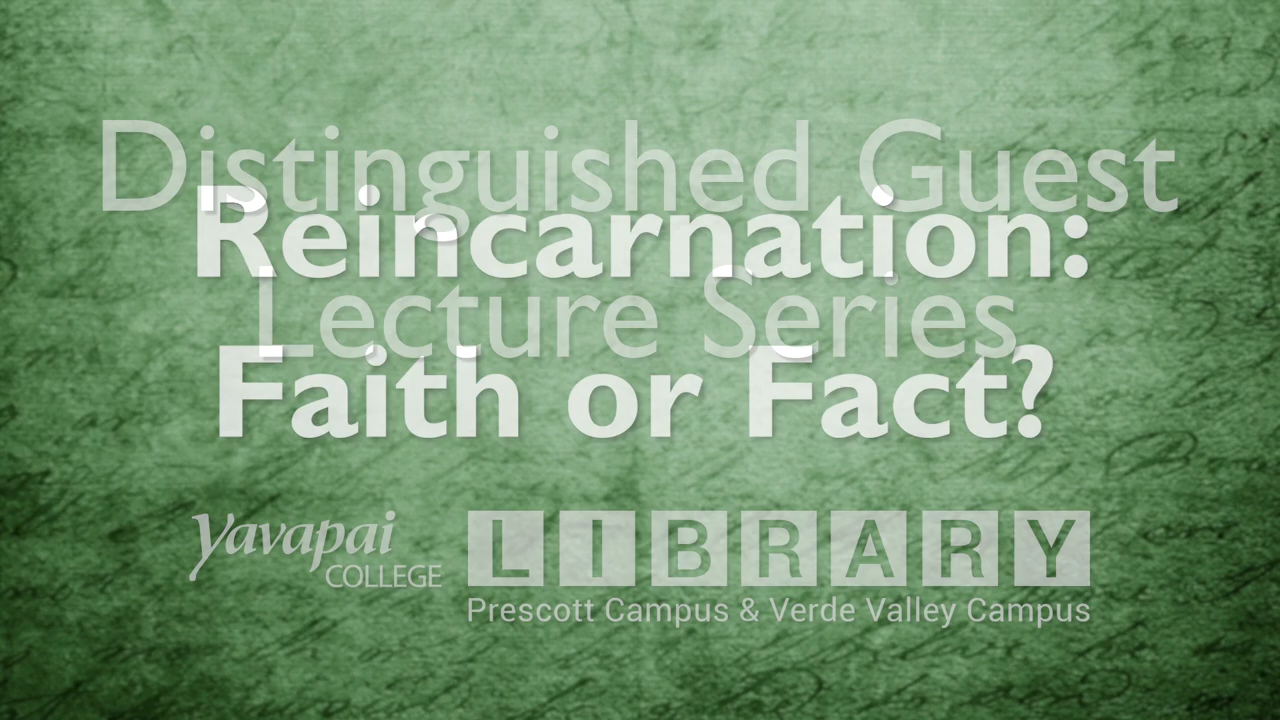 Distinguished Guest
Reincarnation:
Lecture Series
Faith or Fact?
Yavapai
COLLEGE
LIBRARY
Prescott Campus & Verde Valley Campus